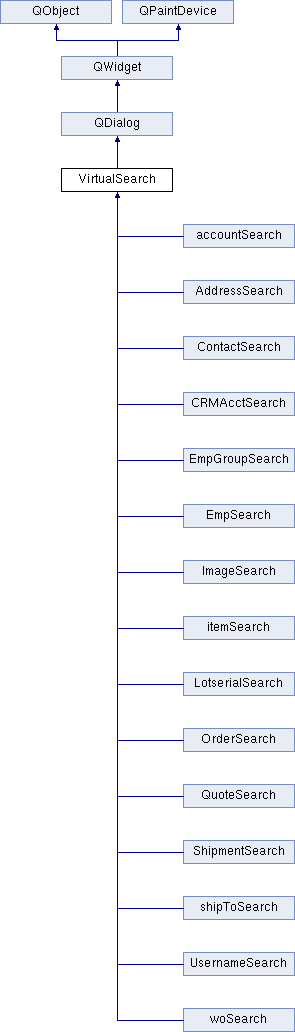 QObject QPaintDevice
QWidget
QDialog
VirtualSearch
accountSearch
AddressSearch
ContactSearch
CRMAcctSearch
EmpGroupSearch
EmpSearch
ImageSearch
itemSearch
LotserialSearch
OrderSearch
QuoteSearch
ShipmentSearch
shipToSearch
UsernameSearch
woSearch